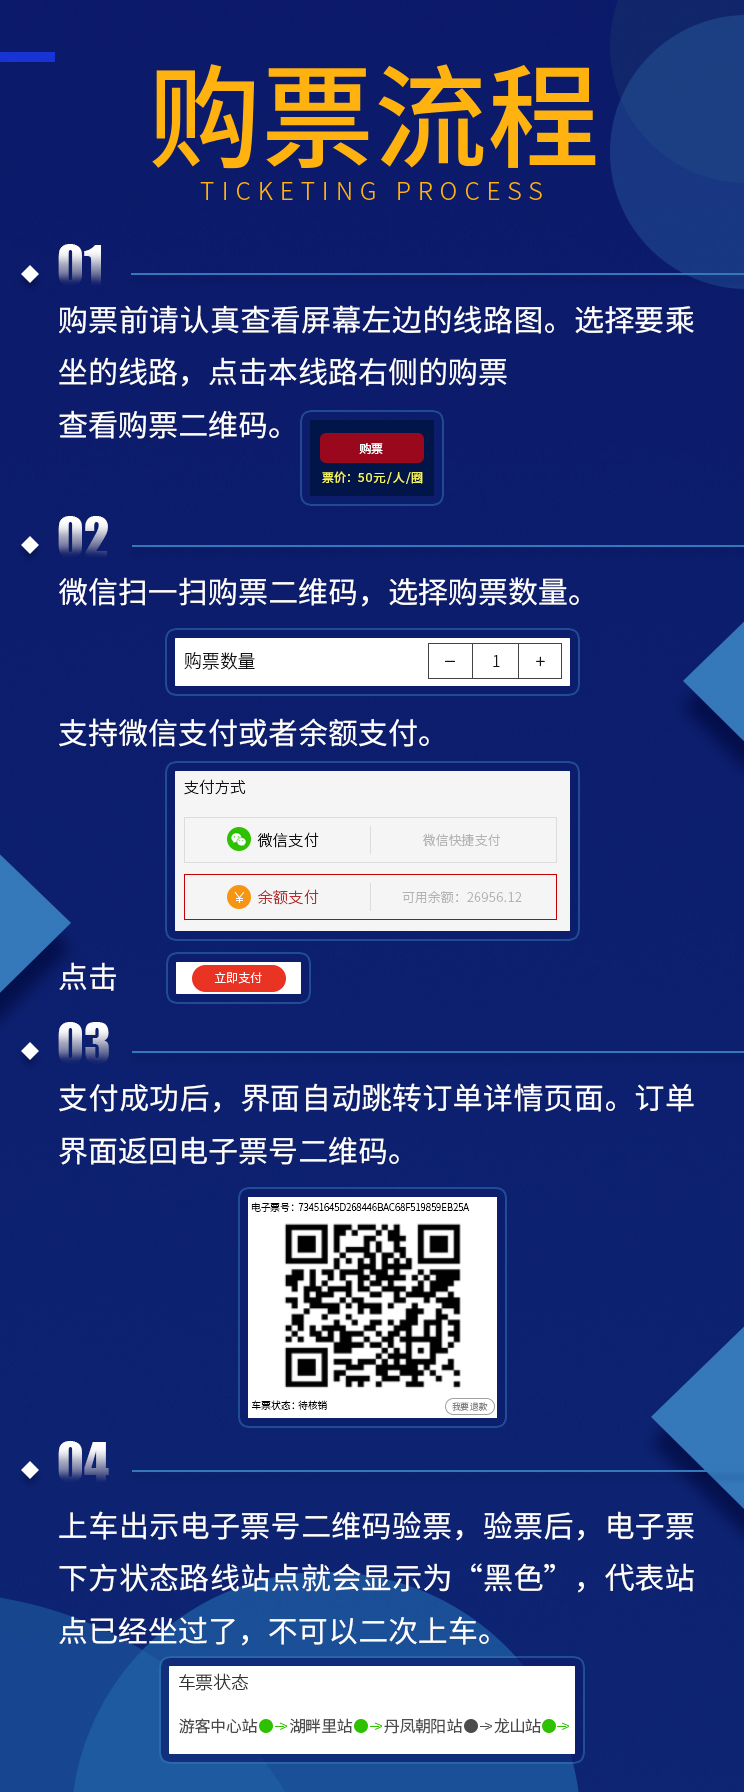 购票流程
TICKETING PROCESS
01
购票前请认真查看屏幕左边的线路图。选择要乘
坐的线路，点击本线路右侧的购票
查看购票二维码。
购票
票价：50元/人/圈
02
微信扫一扫购票二维码，选择购票数量。
购票数量 − 1 +
支持微信支付或者余额支付。
支付方式
微信支付 微信快捷支付
¥ 余额支付 可用余额：26956.12
点击 立即支付
03
支付成功后，界面自动跳转订单详情页面。订单
界面返回电子票号二维码。
电子票号：73451645D268446BAC68F519859EB25A
车票状态：待核销 我要退款
04
上车出示电子票号二维码验票，验票后，电子票
下方状态路线站点就会显示为“黑色”，代表站
点已经坐过了，不可以二次上车。
车票状态
游客中心站 湖畔里站 丹凤朝阳站 龙山站